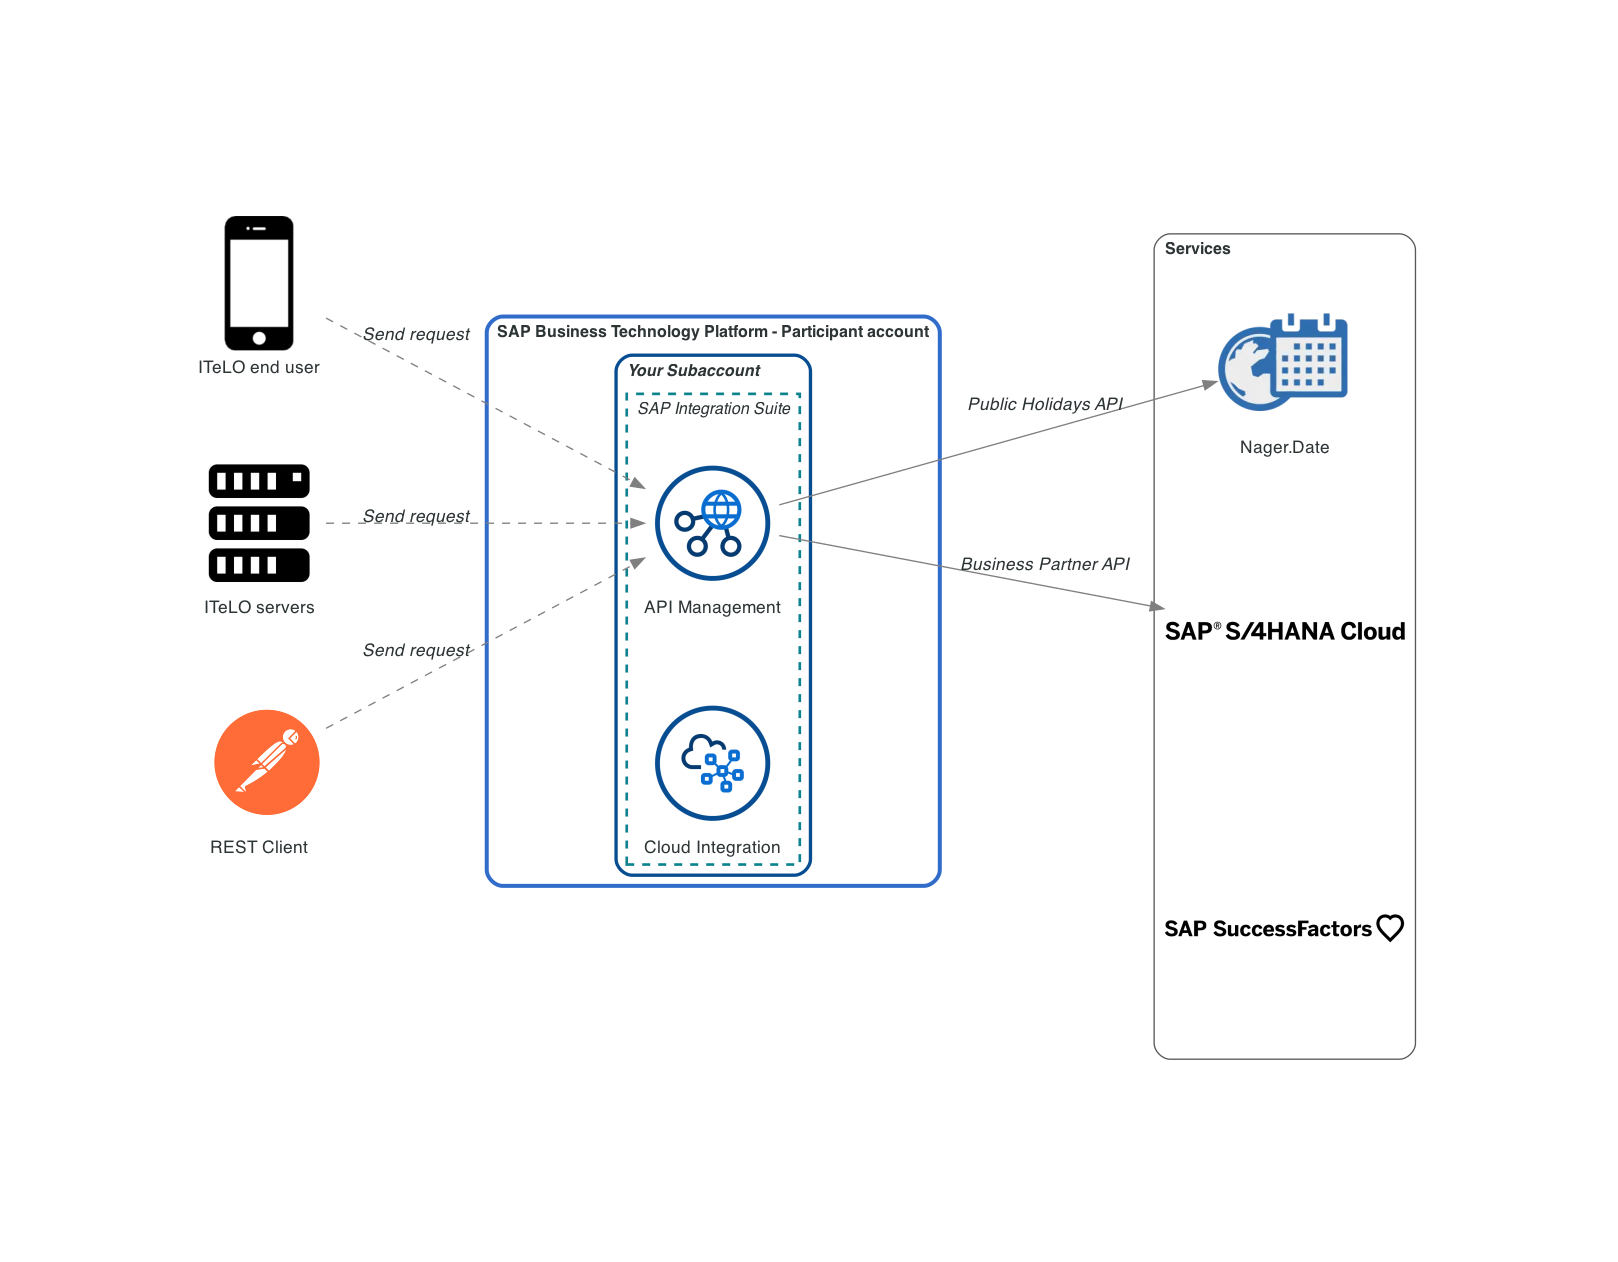 ITeLO end user
Send request
ITeLO servers
Send request
REST Client
Send request
SAP Business Technology Platform - Participant account
Your Subaccount
SAP Integration Suite
API Management
Cloud Integration
Public Holidays API
Business Partner API
Services
Nager.Date
SAP® S/4HANA Cloud
SAP SuccessFactors